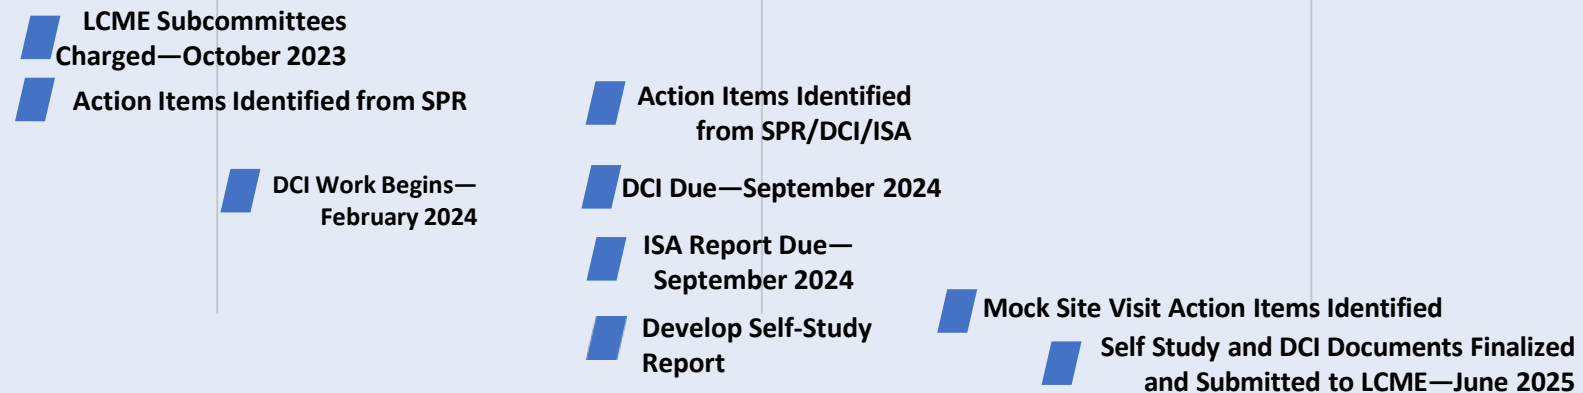 LCME Subcommittees
Charged—October 2023
Action Items Identified from SPR
DCI Work Begins—
February 2024
Action Items Identified
from SPR/DCI/ISA
DCI Due—September 2024
ISA Report Due—
September 2024
Develop Self-Study
Report
Mock Site Visit Action Items Identified
Self Study and DCI Documents Finalized
and Submitted to LCME—June 2025